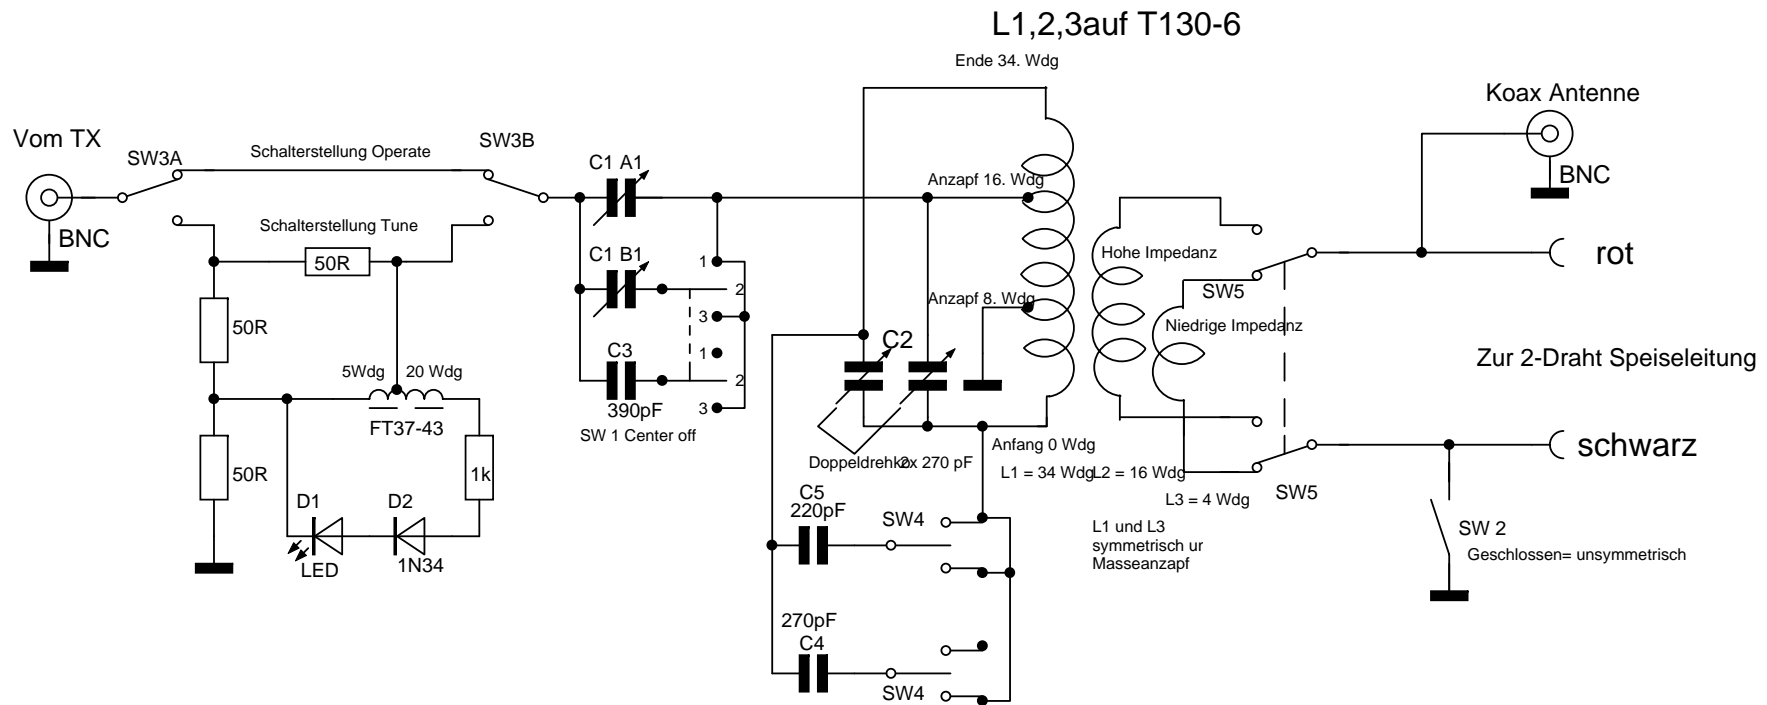 L1,2,3auf T130-6
Ende 34. Wdg
Koax Antenne
Vom TX
SW3A
Schalterstellung Operate
SW3B
C1 A1
Anzapf 16. Wdg
BNC
BNC
Schalterstellung Tune
50R
C1 B1
1
2
3
Hohe Impedanz
rot
SW5
Anzapf 8. Wdg
50R
Niedrige Impedanz
C3
1
2
3
C2
Zur 2-Draht Speiseleitung
5Wdg
20 Wdg
390pF
FT37-43
SW 1 Center off
Anfang 0 Wdg
schwarz
50R
1k
Doppeldrehko
2x 270 pF
L1 = 34 Wdg
L2 = 16 Wdg
L3 = 4 Wdg
SW5
D1
D2
C5
220pF
SW4
L1 und L3
symmetrisch ur
Masseanzapf
SW 2
Geschlossen= unsymmetrisch
LED
1N34
270pF
C4
SW4